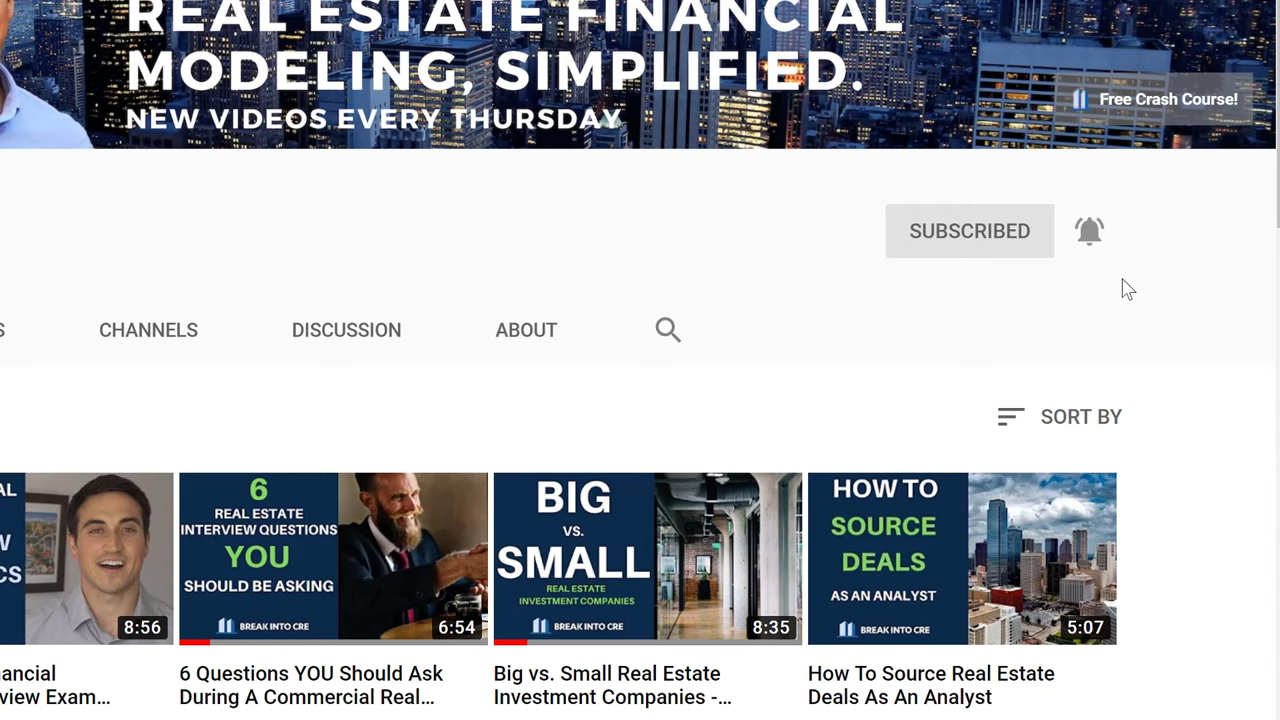 REAL ESTATE FINANCIAL
MODELING, SIMPLIFIED.
NEW VIDEOS EVERY THURSDAY
Free Crash Course!
SUBSCRIBED
CHANNELS
DISCUSSION
ABOUT
SORT BY
8:56
6
REAL ESTATE
INTERVIEW QUESTIONS
YOU
SHOULD BE ASKING
BREAK INTO CRE
6:54
BIG
VS.
SMALL
REAL ESTATE
INVESTMENT COMPANIES
BREAK INTO CRE
8:35
HOW TO
SOURCE
DEALS
AS AN ANALYST
BREAK INTO CRE
5:07
6 Questions YOU Should Ask
During A Commercial Real...
Big vs. Small Real Estate
Investment Companies -...
How To Source Real Estate
Deals As An Analyst